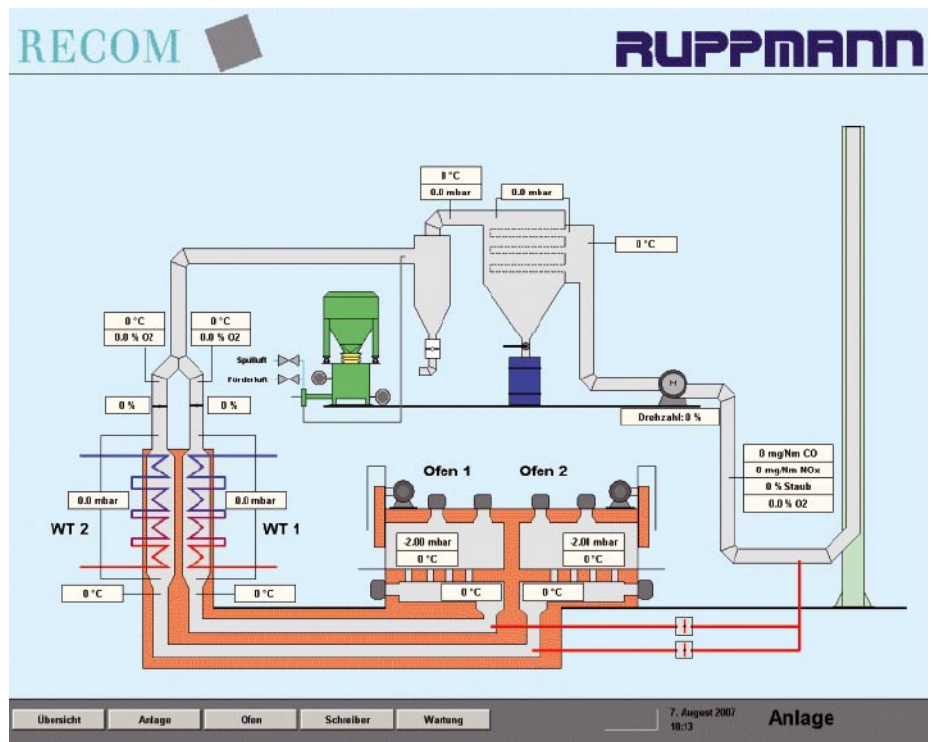 RECOM
RUPPMANN
0 °C
0.0 mbar
0.0 mbar
0 °C
0 °C
0.0 % O2
0 °C
0.0 % O2
Spülluft
Förderluft
M
Drehzahl: 0 %
0 %
0 %
0 mg/Nm CO
0 mg/Nm NOx
0 % Staub
0.0 % O2
Ofen 1
Ofen 2
0.0 mbar
0.0 mbar
WT 2
WT 1
-2.00 mbar
0 °C
-2.00 mbar
0 °C
0 °C
0 °C
0 °C
0 °C
Übersicht
Anlage
Ofen
Schreiber
Wartung
7. August 2007
18:13
Anlage